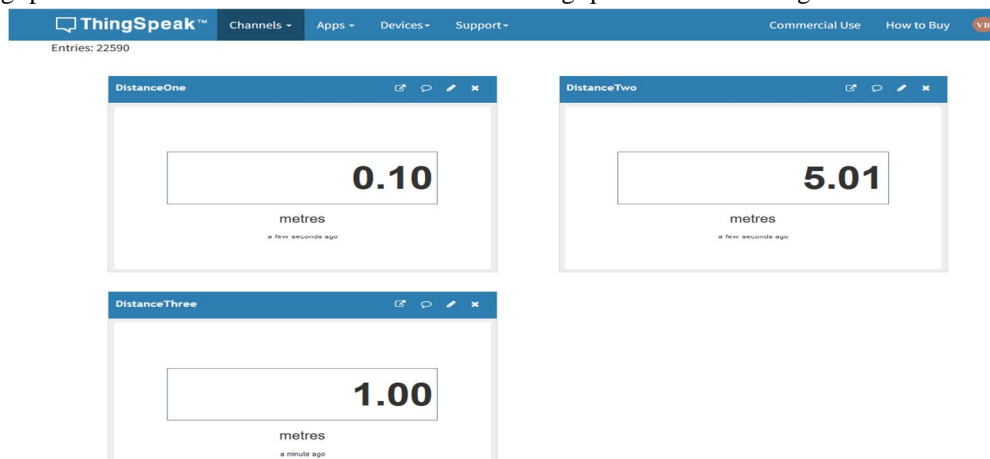 ThingSpeak™ Channels Apps Devices Support Commercial Use How to Buy VB
Entries: 22590
DistanceOne
0.10
metres
a few seconds ago
DistanceTwo
5.01
metres
a few seconds ago
DistanceThree
1.00
metres
a minute ago